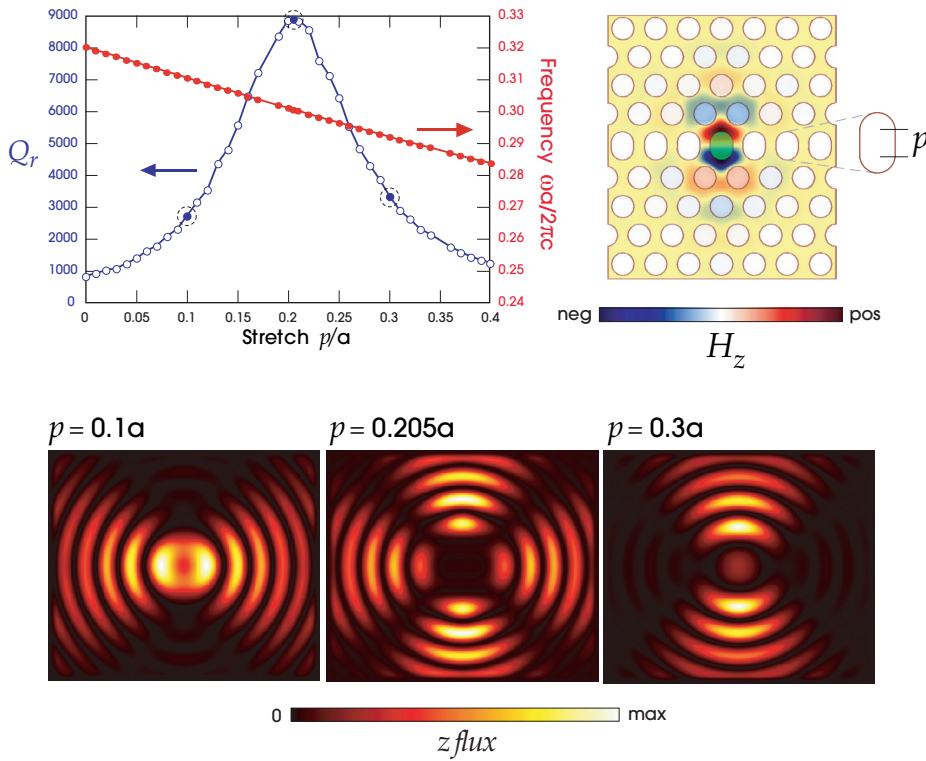 9000
8000
7000
6000
5000
4000
3000
2000
1000
0
Qr
0.33
0.32
0.31
0.30
0.29
0.28
0.27
0.26
0.25
0.24
Frequency ωa/2πc
0 0.05 0.1 0.15 0.2 0.25 0.3 0.35 0.4
Stretch p/a
p
neg pos
Hz
p = 0.1a p = 0.205a p = 0.3a
0 max
z flux